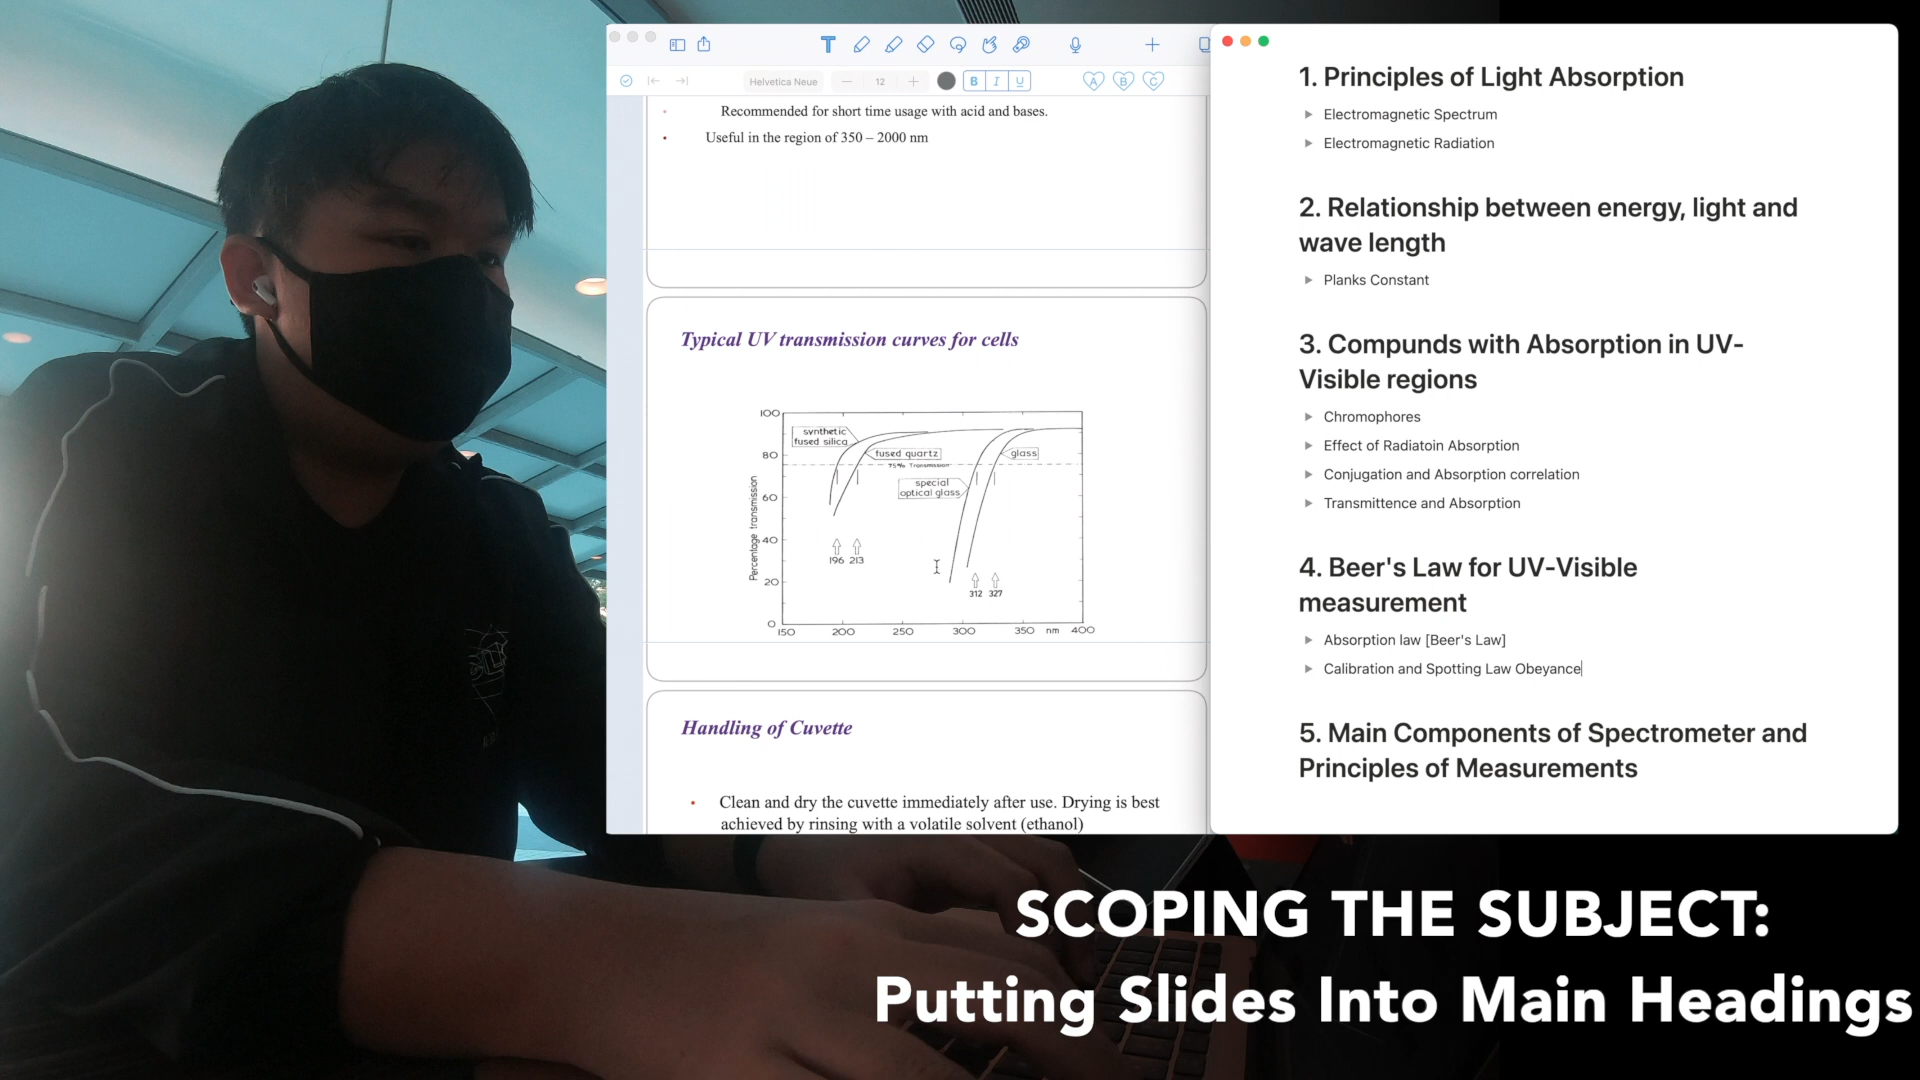 Helvetica Neue
12
B I U
A B C
• Recommended for short time usage with acid and bases.
• Useful in the region of 350 – 2000 nm
Typical UV transmission curves for cells
Percentage transmission
100
80
60
40
20
0
synthetic
fused silica
fused quartz
glass
75% Transmission
special
optical glass
196 213
312 327
150 200 250 300 350 nm 400
Handling of Cuvette
• Clean and dry the cuvette immediately after use. Drying is best
achieved by rinsing with a volatile solvent (ethanol)
1. Principles of Light Absorption
Electromagnetic Spectrum
Electromagnetic Radiation
2. Relationship between energy, light and
wave length
Planks Constant
3. Compunds with Absorption in UV-
Visible regions
Chromophores
Effect of Radiatoin Absorption
Conjugation and Absorption correlation
Transmittence and Absorption
4. Beer's Law for UV-Visible
measurement
Absorption law [Beer's Law]
Calibration and Spotting Law Obeyance
5. Main Components of Spectrometer and
Principles of Measurements
SCOPING THE SUBJECT:
Putting Slides Into Main Headings